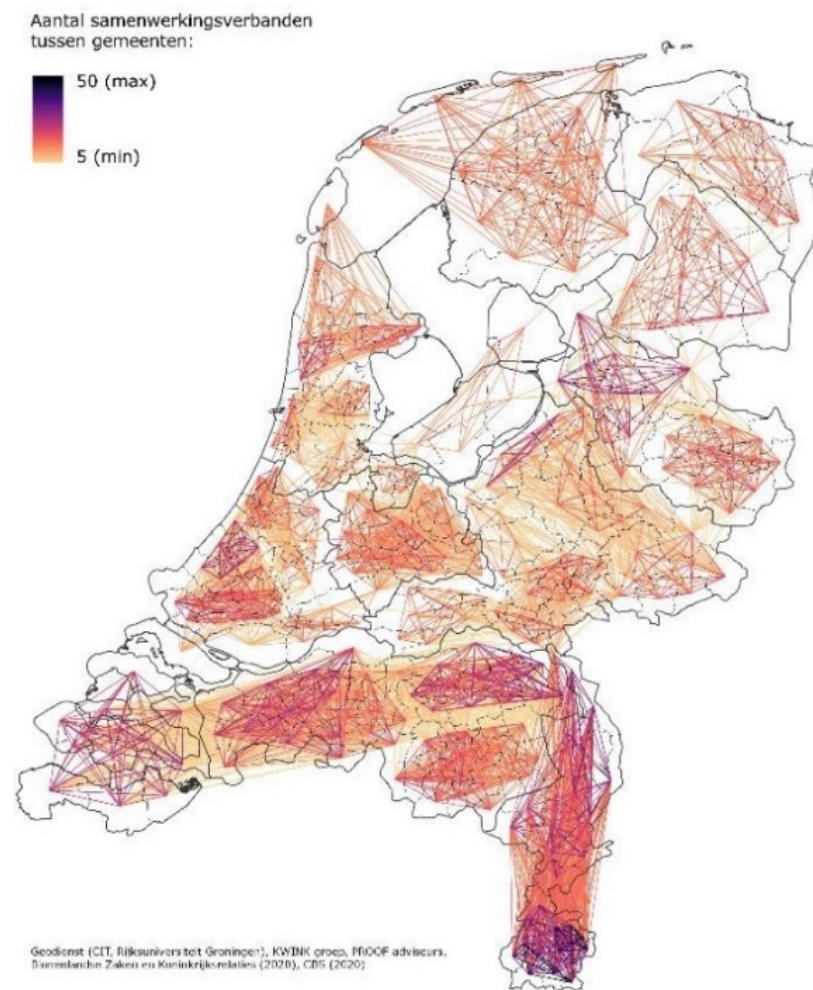 Aantal samenwerkingsverbanden
tussen gemeenten:
50 (max)
5 (min)
Geodienst (CIT, Rijksuniversiteit Groningen), KWINK groep, PROOF adviseurs,
Binnenlandse Zaken en Koninkrijksrelaties (2020), CBS (2020)